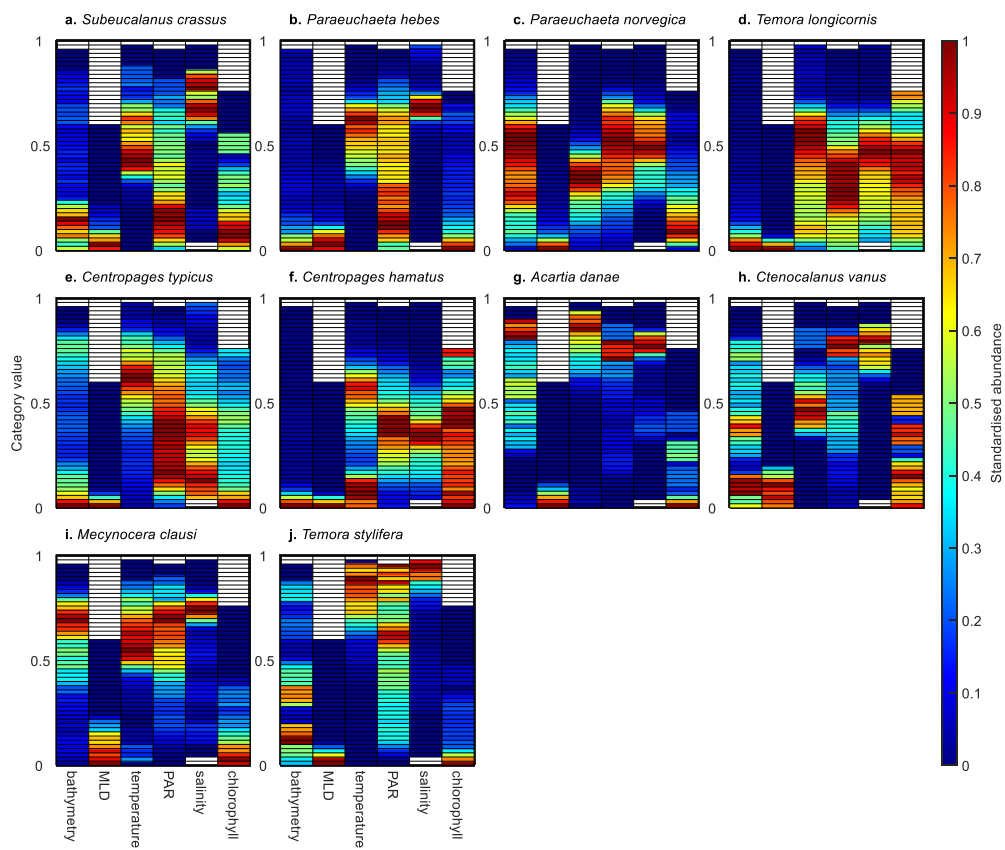 a. Subeucalanus crassus
b. Paraeuchaeta hebes
c. Paraeuchaeta norvegica
d. Temora longicornis
1
0.5
0
1
0.5
0
1
0.5
0
1
0.5
0
e. Centropages typicus
f. Centropages hamatus
g. Acartia danae
h. Ctenocalanus vanus
Category value
1
0.5
0
1
0.5
0
1
0.5
0
1
0.5
0
i. Mecynocera clausi
j. Temora stylifera
1
0.5
0
1
0.5
0
bathymetry
MLD
temperature
PAR
salinity
chlorophyll
bathymetry
MLD
temperature
PAR
salinity
chlorophyll
1
0.9
0.8
0.7
0.6
0.5
0.4
0.3
0.2
0.1
0
Standardised abundance